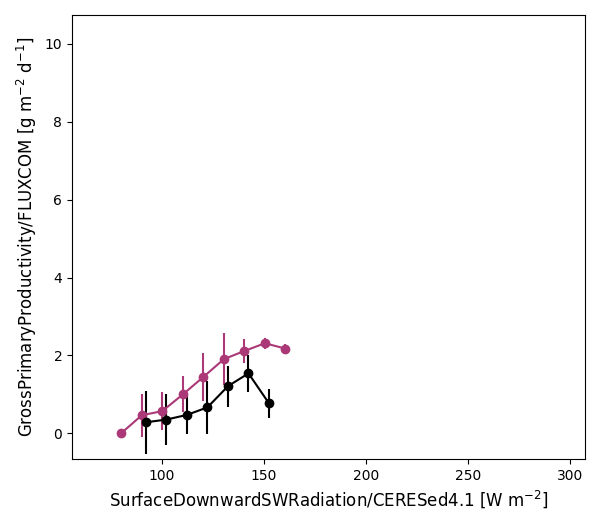 10
8
6
4
2
0
GrossPrimaryProductivity/FLUXCOM [g m⁻² d⁻¹]
100 150 200 250 300
SurfaceDownwardSWRadiation/CERESed4.1 [W m⁻²]